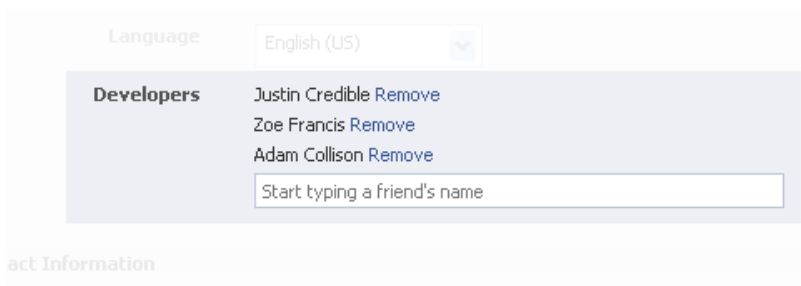 Language English (US)
Developers Justin Credible Remove
Zoe Francis Remove
Adam Collison Remove
Start typing a friend's name
act Information